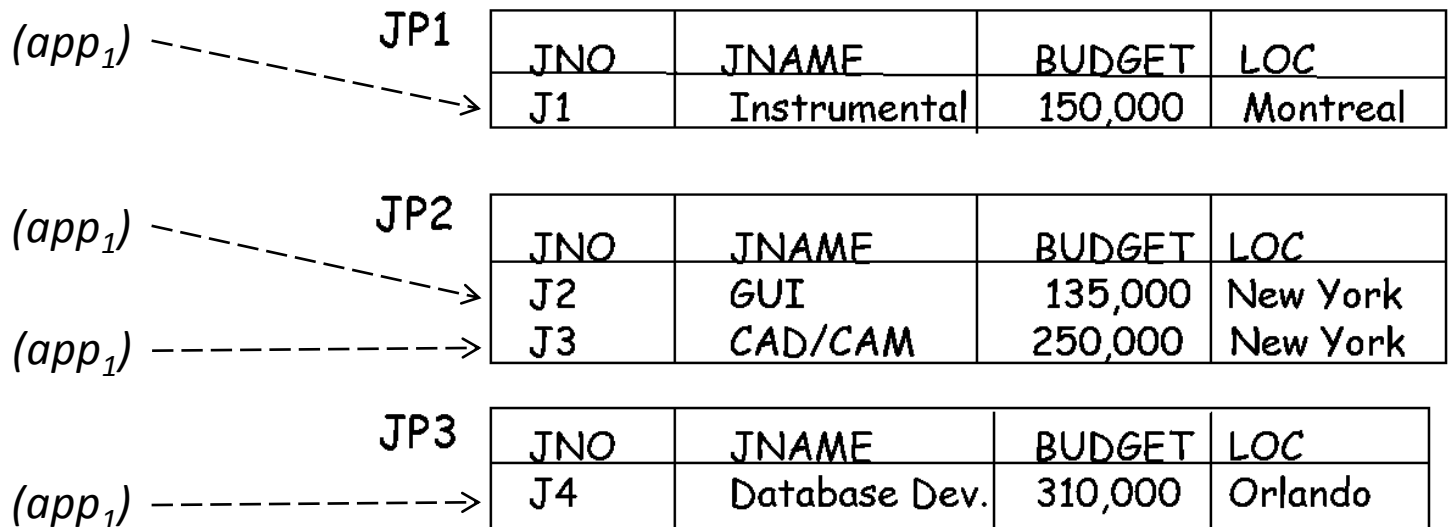 (app₁) JP1
JNO JNAME BUDGET LOC
J1 Instrumental 150,000 Montreal
(app₁) JP2
JNO JNAME BUDGET LOC
J2 GUI 135,000 New York
(app₁) J3 CAD/CAM 250,000 New York
JP3
JNO JNAME BUDGET LOC
(app₁) J4 Database Dev. 310,000 Orlando